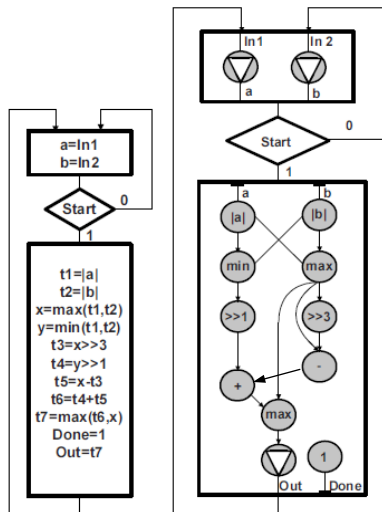 a=In1
b=In2
Start
0
1
t1=|a|
t2=|b|
x=max(t1,t2)
y=min(t1,t2)
t3=x>>3
t4=y>>1
t5=x-t3
t6=t4+t5
t7=max(t6,x)
Done=1
Out=t7
In1
In 2
a
b
Start
0
1
a
b
|a|
|b|
min
max
>>1
>>3
+
-
max
1
Out
Done